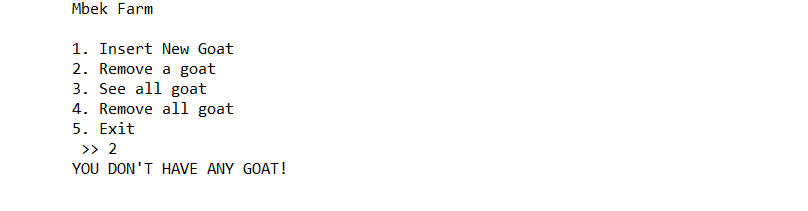 Mbek Farm
1. Insert New Goat
2. Remove a goat
3. See all goat
4. Remove all goat
5. Exit
>> 2
YOU DON'T HAVE ANY GOAT!